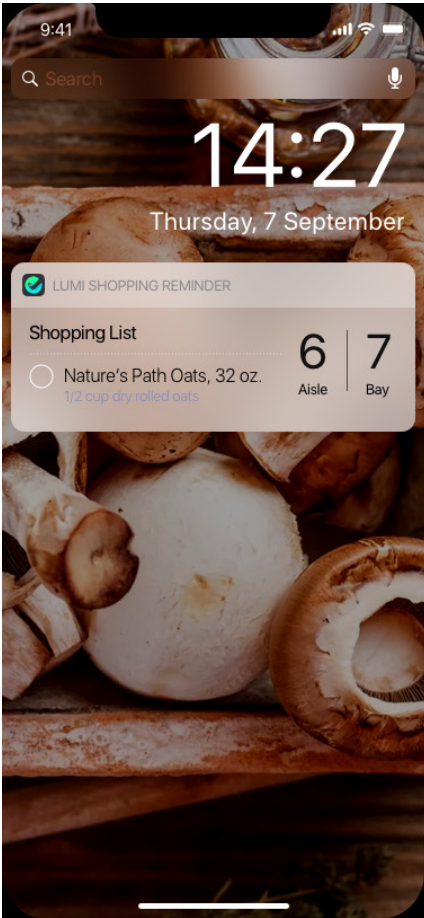 9:41
Search
14:27
Thursday, 7 September
LUMI SHOPPING REMINDER
Shopping List
Nature's Path Oats, 32 oz.
1/2 cup dry rolled oats
6
Aisle
7
Bay